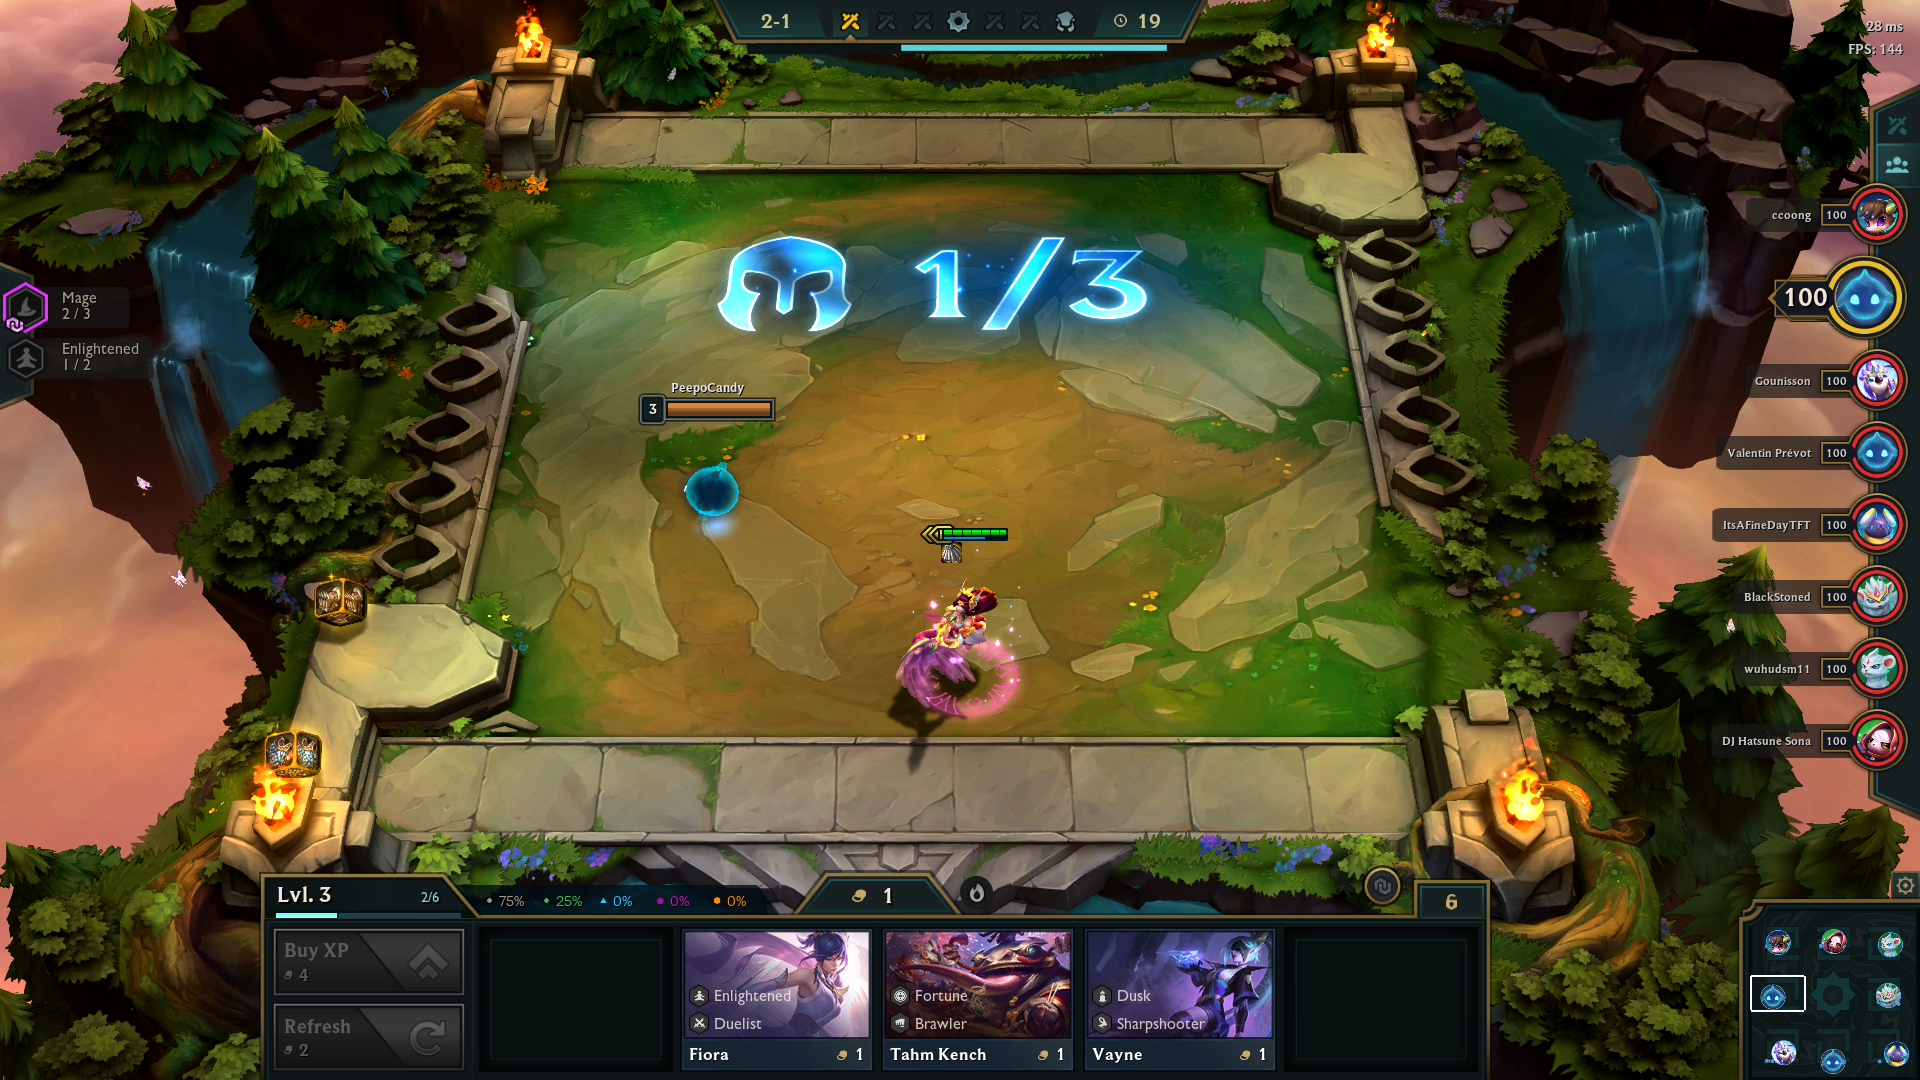 2-1
19
28 ms
FPS: 144
1/3
Mage
2 / 3
Enlightened
1 / 2
PeepoCandy
3
ccoong 100
100
Gounisson 100
Valentin Prévot 100
ItsAFineDayTFT 100
BlackStoned 100
wuhudsm11 100
DJ Hatsune Sona 100
Lvl. 3
2/6
75% 25% 0% 0% 0%
1
6
Buy XP
4
Refresh
2
Enlightened
Duelist
Fiora 1
Fortune
Brawler
Tahm Kench 1
Dusk
Sharpshooter
Vayne 1